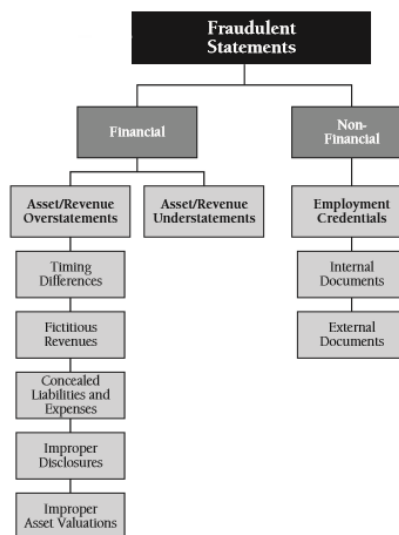 Fraudulent
Statements
Financial
Non-
Financial
Asset/Revenue
Overstatements
Asset/Revenue
Understatements
Employment
Credentials
Timing
Differences
Internal
Documents
Fictitious
Revenues
External
Documents
Concealed
Liabilities and
Expenses
Improper
Disclosures
Improper
Asset Valuations